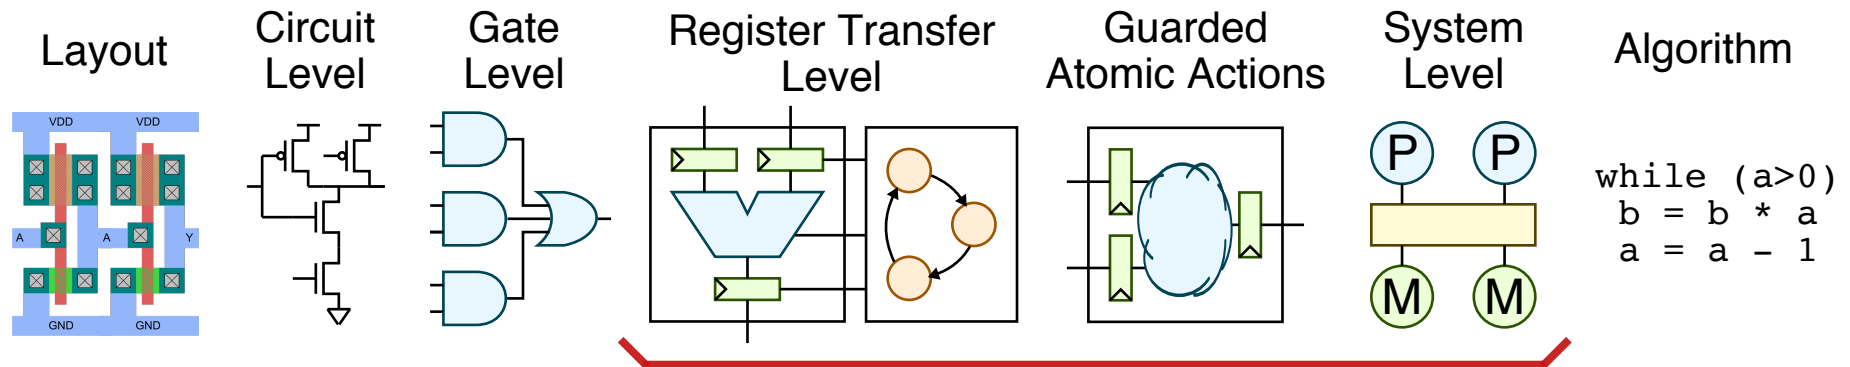 Layout
Circuit
Level
Gate
Level
Register Transfer
Level
Guarded
Atomic Actions
System
Level
Algorithm
VDD
VDD
A
A
Y
GND
GND
P
P
M
M
while (a>0)
b = b * a
a = a - 1